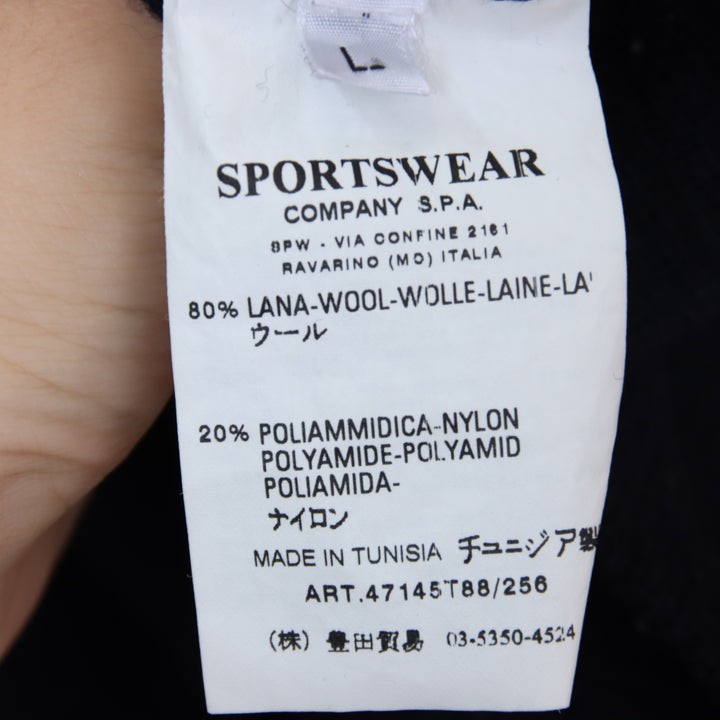 L
SPORTSWEAR
COMPANY S.P.A.
SPW - VIA CONFINE 2161
RAVARINO (MO) ITALIA
80% LANA-WOOL-WOLLE-LAINE-LA'
ウール
20% POLIAMMIDICA-NYLON
POLYAMIDE-POLYAMID
POLIAMIDA-
ナイロン
MADE IN TUNISIA チュニジア製
ART.47145T88/256
(株) 豊田貿易 03-5350-4524